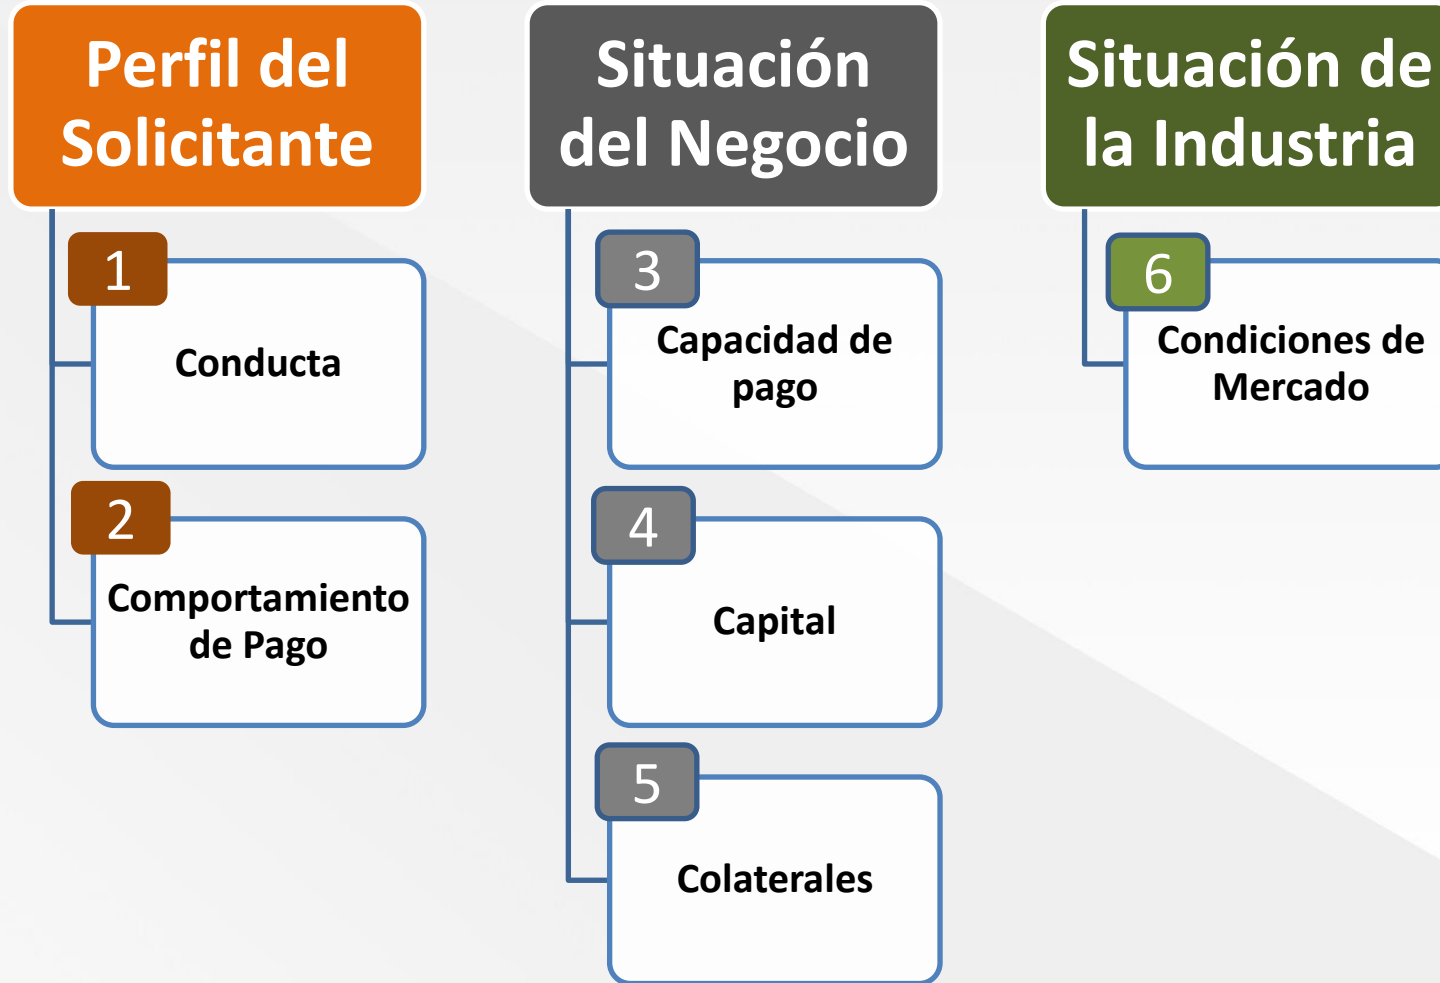 Perfil del
Solicitante
1
Conducta
2
Comportamiento
de Pago
Situación
del Negocio
3
Capacidad de
pago
4
Capital
5
Colaterales
Situación de
la Industria
6
Condiciones de
Mercado